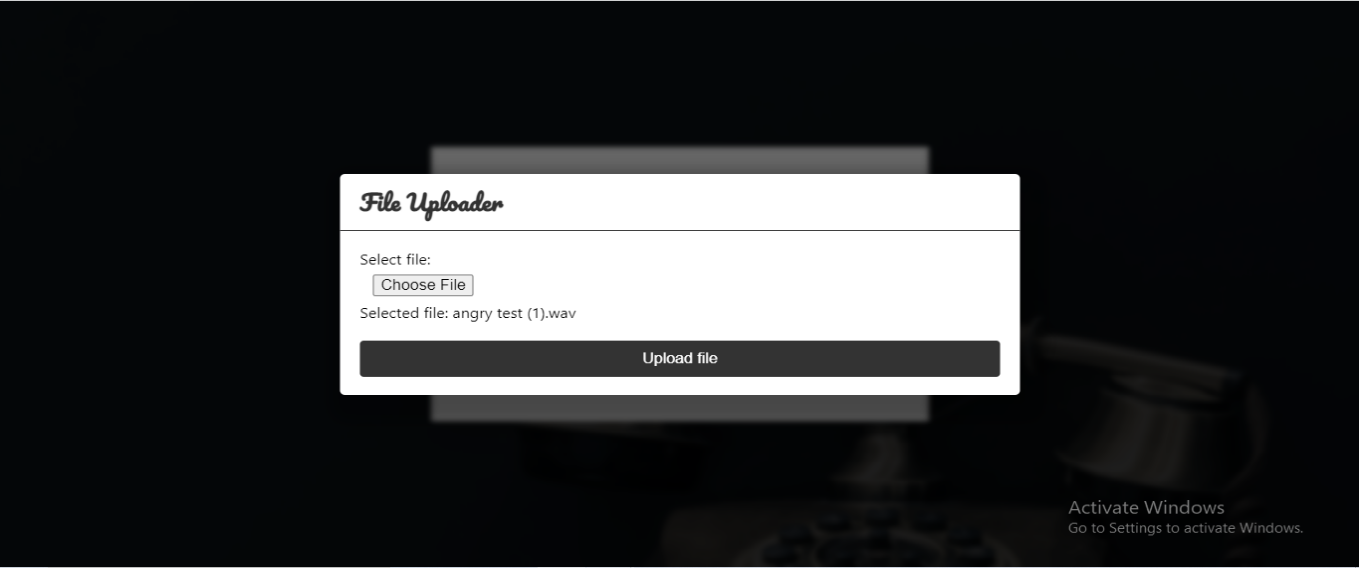 File Uploader
Select file:
Choose File
Selected file: angry test (1).wav
Upload file
Activate Windows
Go to Settings to activate Windows.